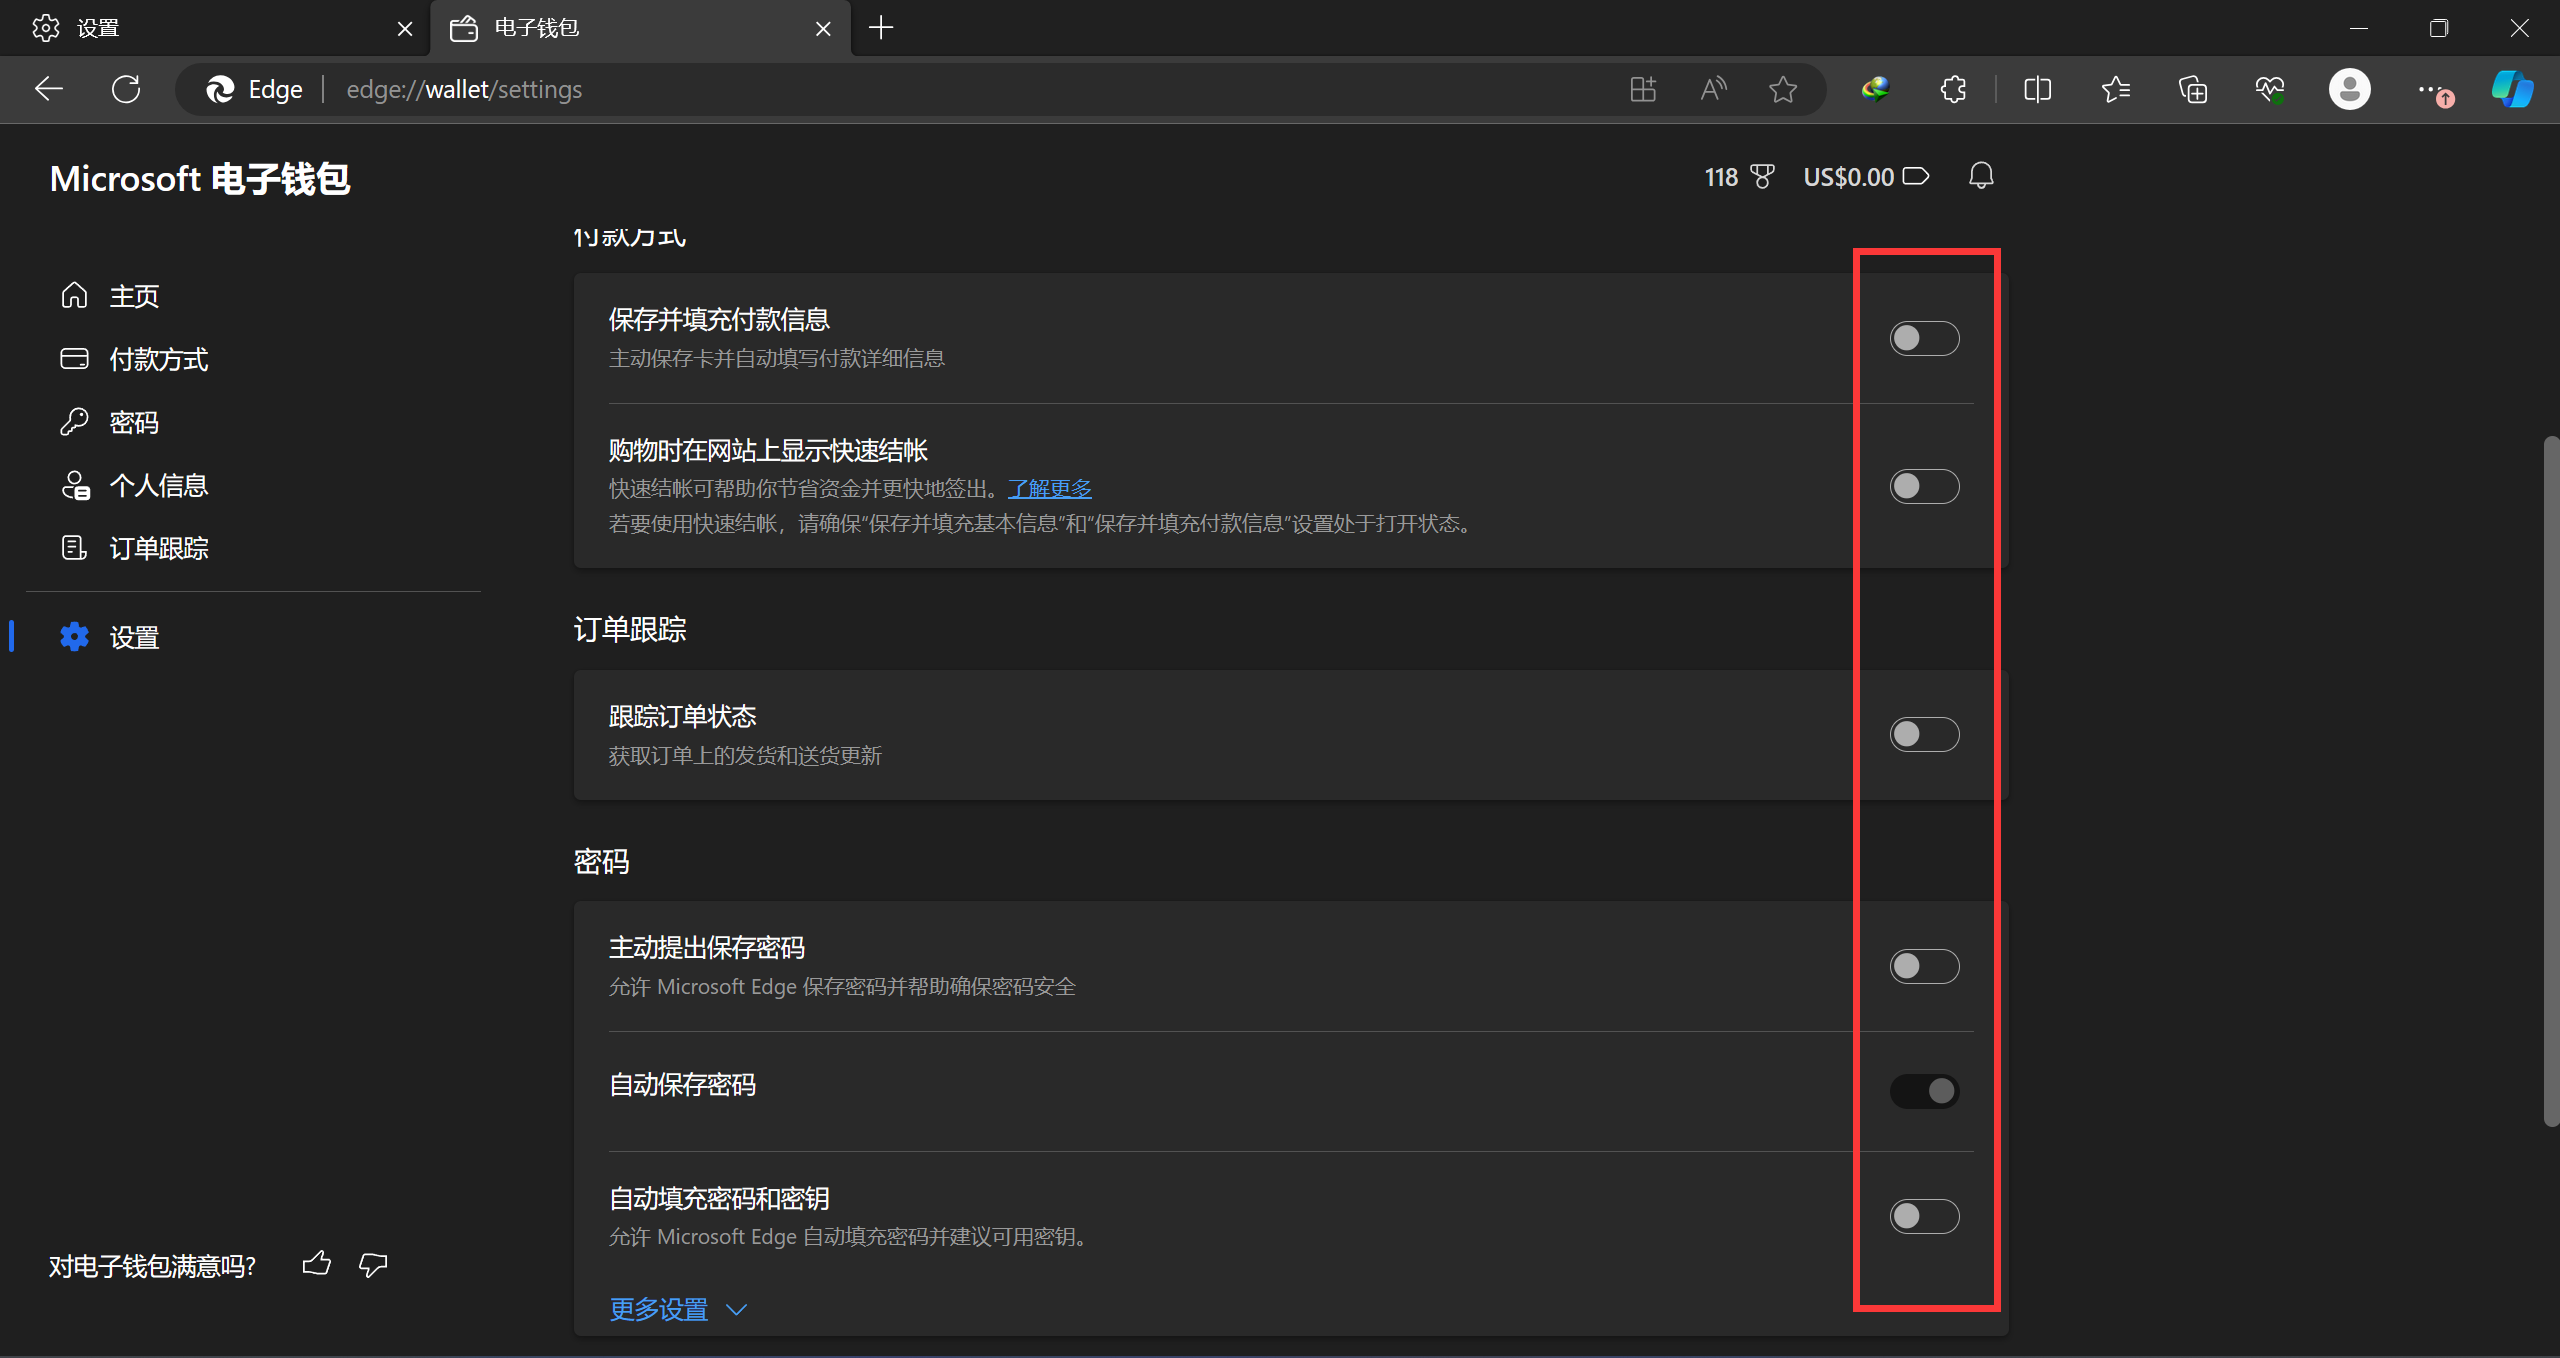 设置
电子钱包
Edge
edge://wallet/settings
Microsoft 电子钱包
118
US$0.00
主页
付款方式
密码
个人信息
订单跟踪
设置
对电子钱包满意吗?
付款方式
保存并填充付款信息
主动保存卡并自动填写付款详细信息
购物时在网站上显示快速结帐
快速结帐可帮助你节省资金并更快地签出。了解更多
若要使用快速结帐，请确保“保存并填充基本信息”和“保存并填充付款信息”设置处于打开状态。
订单跟踪
跟踪订单状态
获取订单上的发货和送货更新
密码
主动提出保存密码
允许 Microsoft Edge 保存密码并帮助确保密码安全
自动保存密码
自动填充密码和密钥
允许 Microsoft Edge 自动填充密码并建议可用密钥。
更多设置